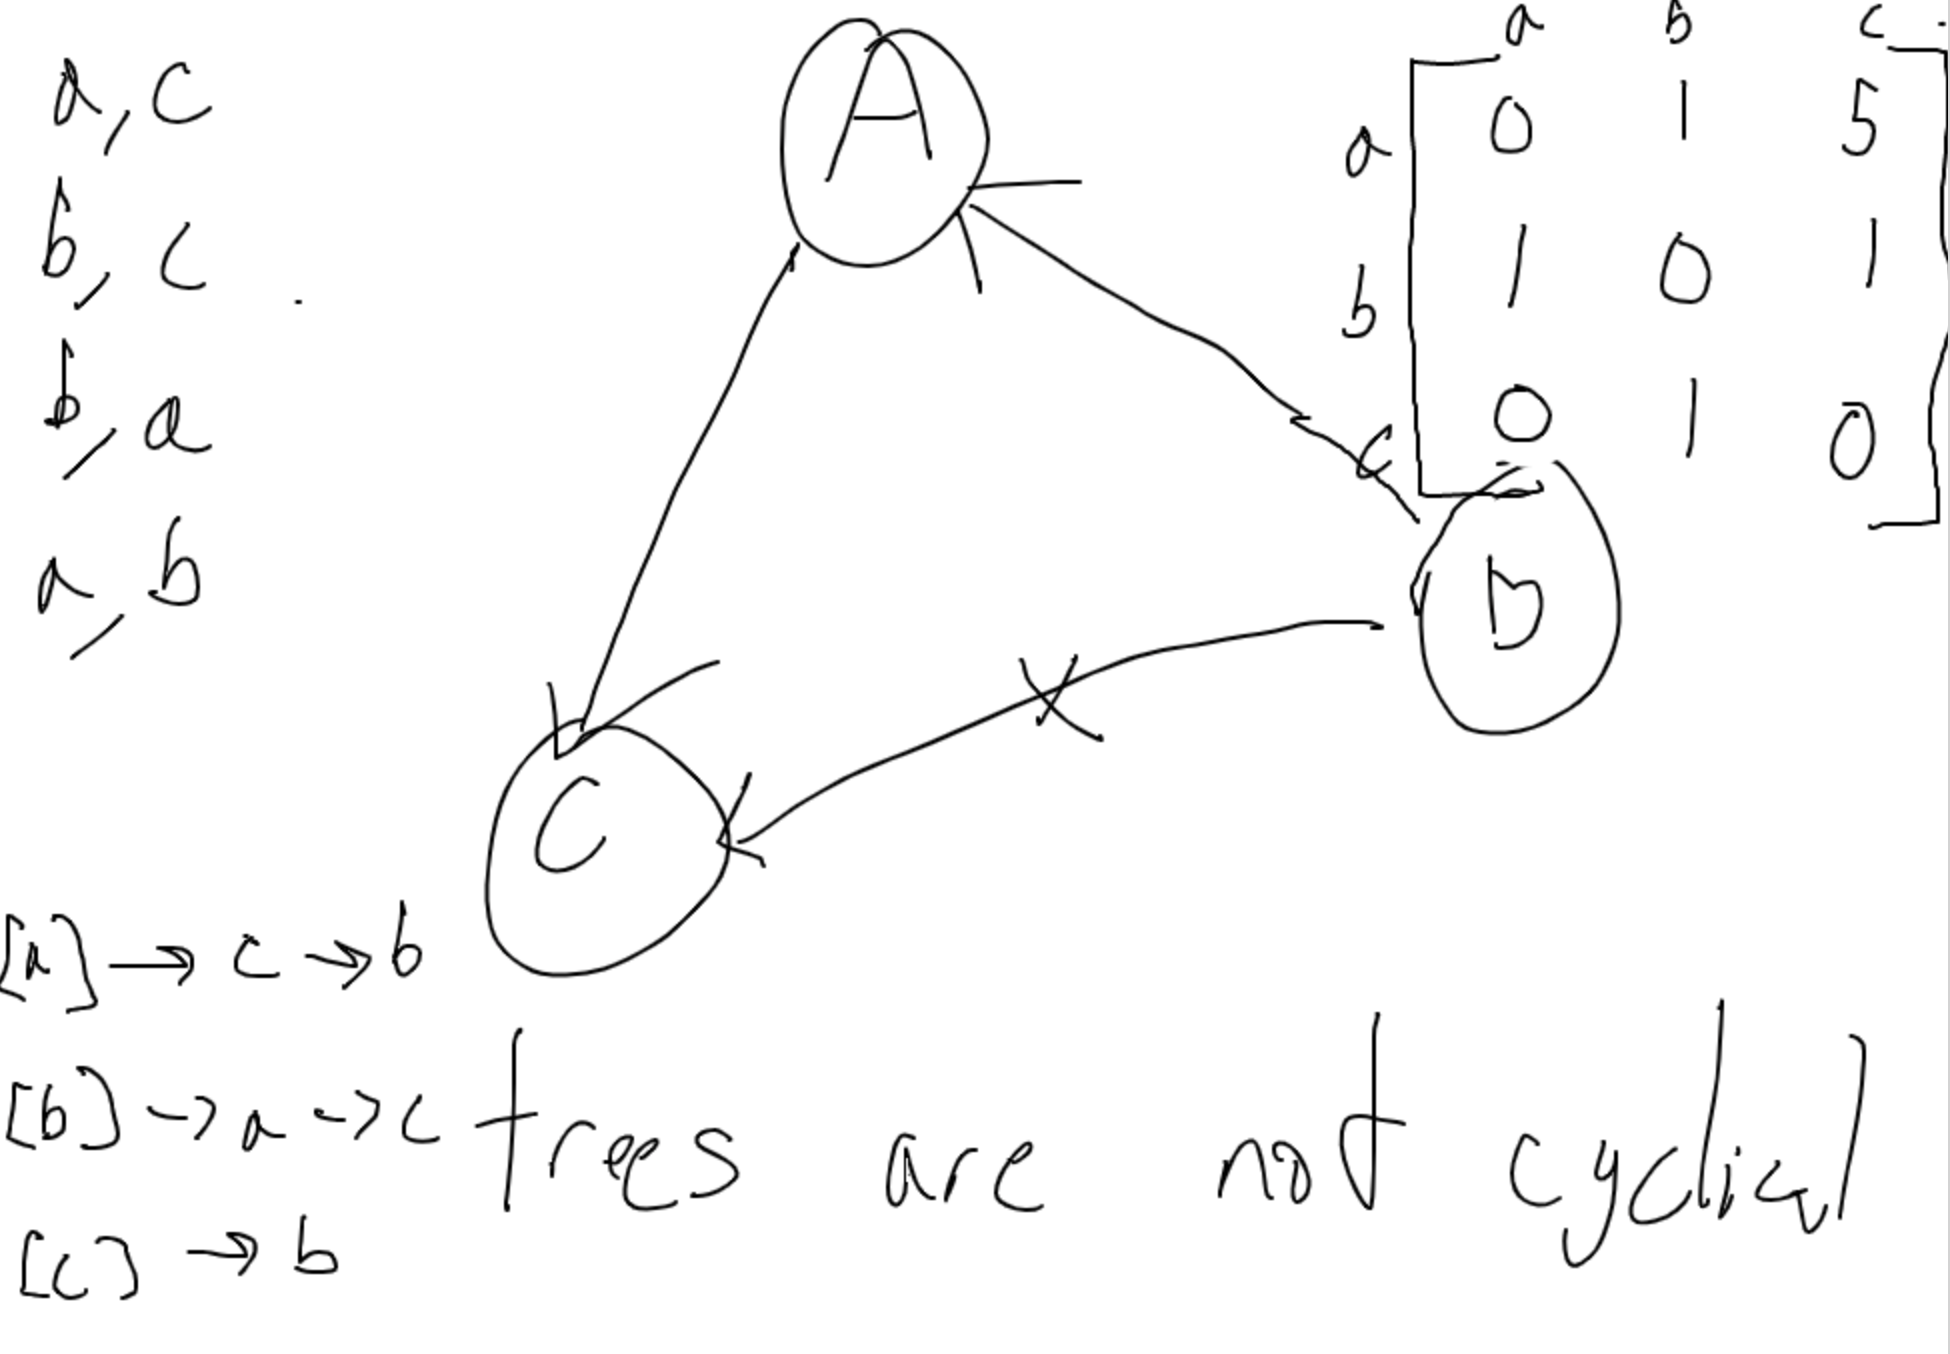 a, c
b, c
b, a
a, b
A
C
b
a b c
a 0 1 5
b 1 0 1
c 0 1 0
[a] → c → b
[b] → a → c
[c] → b
trees are not cyclical